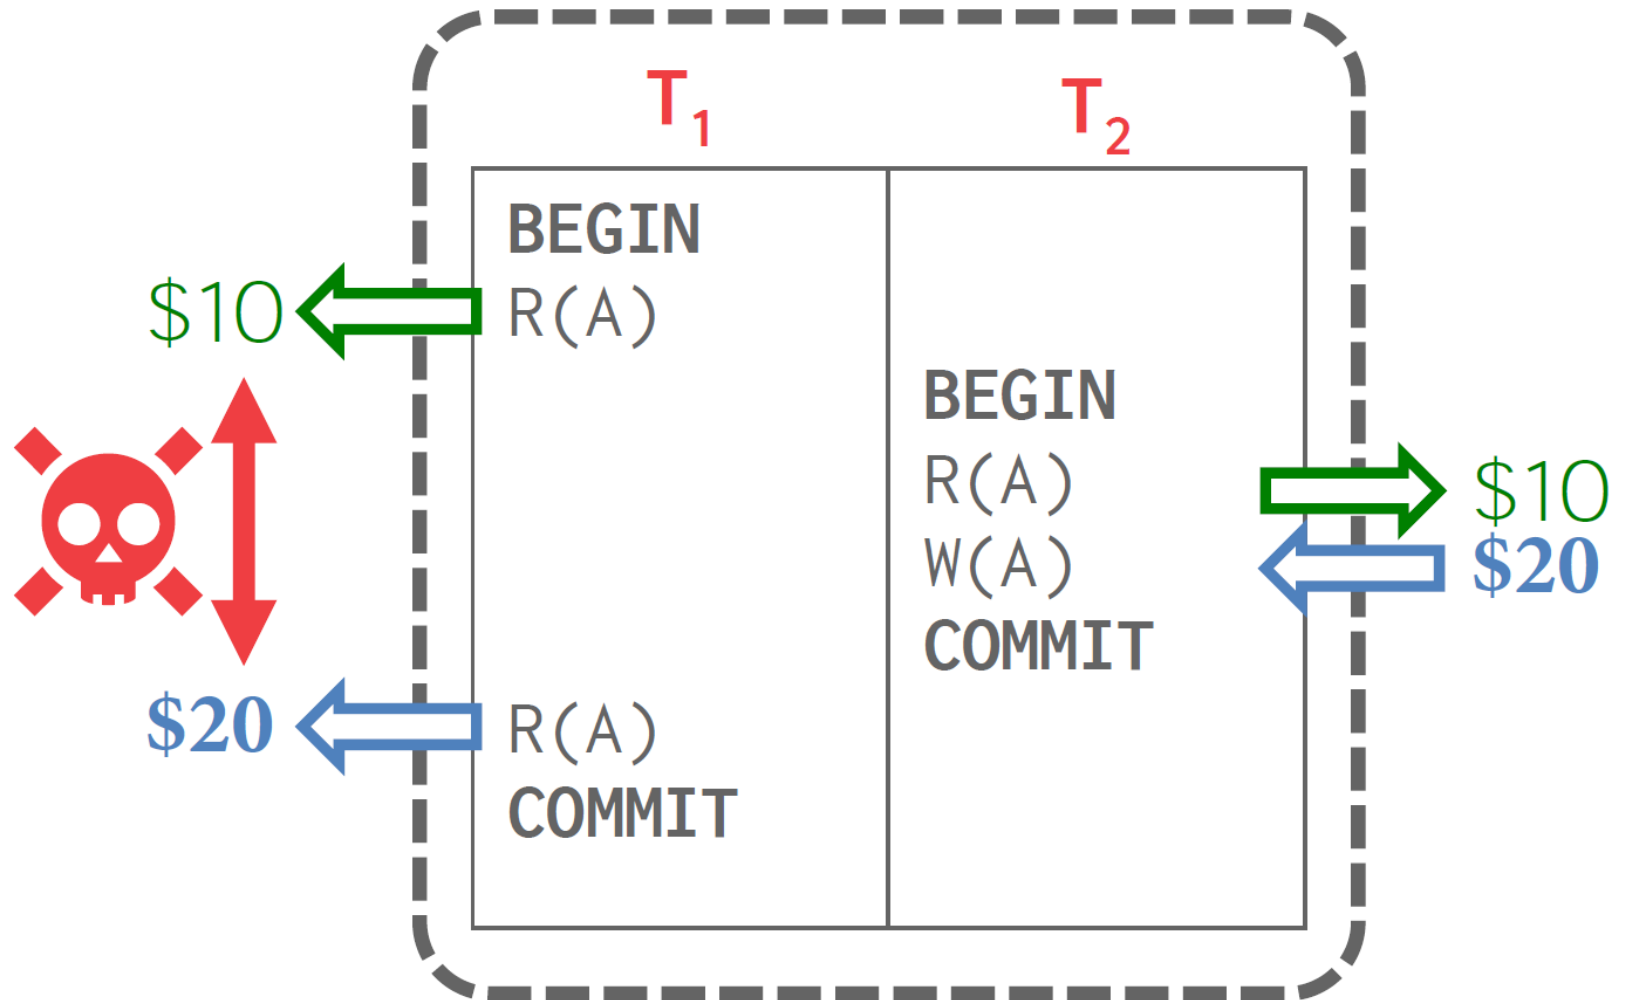 T1 T2
BEGIN
$10 R(A)
BEGIN
R(A) $10
W(A) $20
COMMIT
$20 R(A)
COMMIT